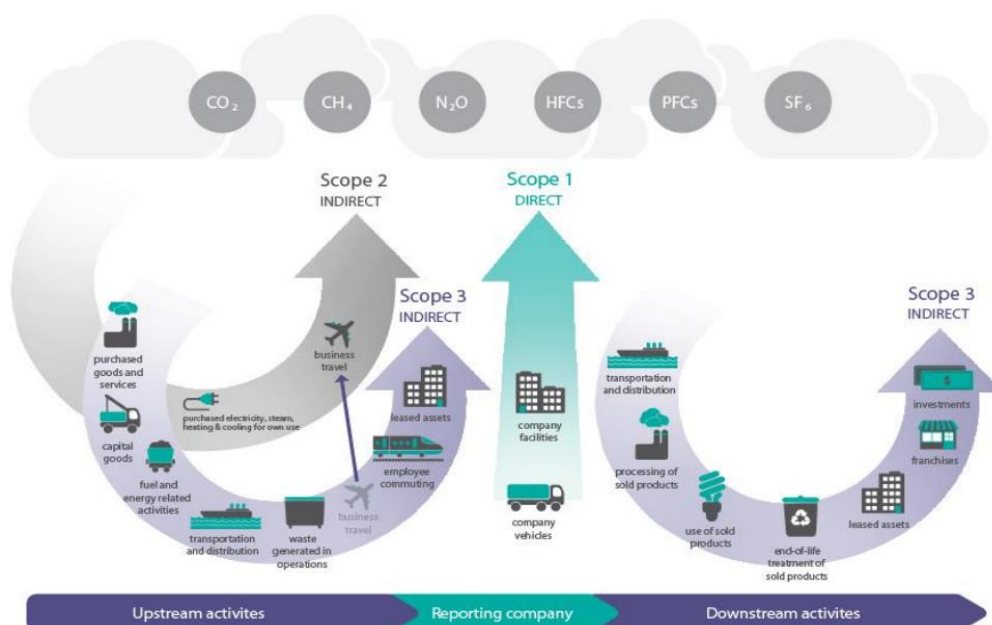 CO₂
CH₄
N₂O
HFCs
PFCs
SF₆
Scope 2
INDIRECT
Scope 1
DIRECT
Scope 3
INDIRECT
Scope 3
INDIRECT
purchased
goods and
services
capital
goods
fuel and
energy related
activities
transportation
and distribution
waste
generated in
operations
business
travel
employee
commuting
leased assets
purchased electricity, steam,
heating & cooling for own use
business
travel
company
facilities
company
vehicles
transportation
and distribution
processing of
sold products
use of sold
products
end-of-life
treatment of
sold products
leased assets
franchises
$
investments
Upstream activites
Reporting company
Downstream activites